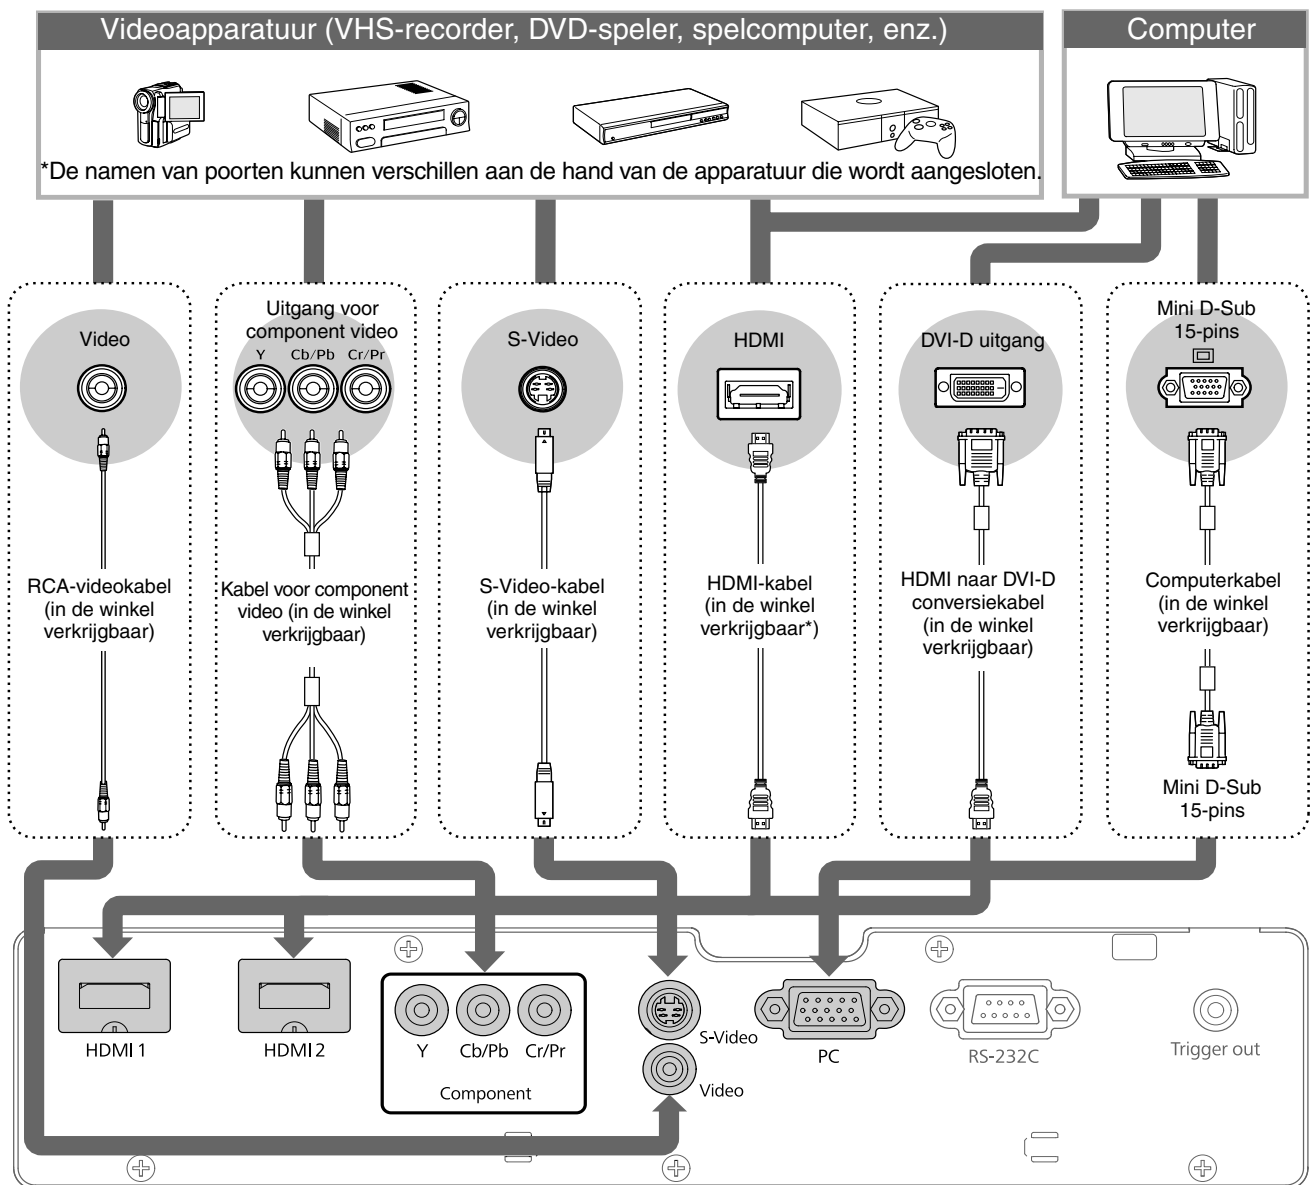 Videoapparatuur (VHS-recorder, DVD-speler, spelcomputer, enz.)
Computer
*De namen van poorten kunnen verschillen aan de hand van de apparatuur die wordt aangesloten.
Video
Uitgang voor
component video
Y Cb/Pb Cr/Pr
S-Video
HDMI
DVI-D uitgang
Mini D-Sub
15-pins
RCA-videokabel
(in de winkel
verkrijgbaar)
Kabel voor component
video (in de winkel
verkrijgbaar)
S-Video-kabel
(in de winkel
verkrijgbaar)
HDMI-kabel
(in de winkel
verkrijgbaar*)
HDMI naar DVI-D
conversiekabel
(in de winkel
verkrijgbaar)
Computerkabel
(in de winkel
verkrijgbaar)
Mini D-Sub
15-pins
HDMI 1
HDMI 2
Y Cb/Pb Cr/Pr
Component
S-Video
Video
PC
RS-232C
Trigger out